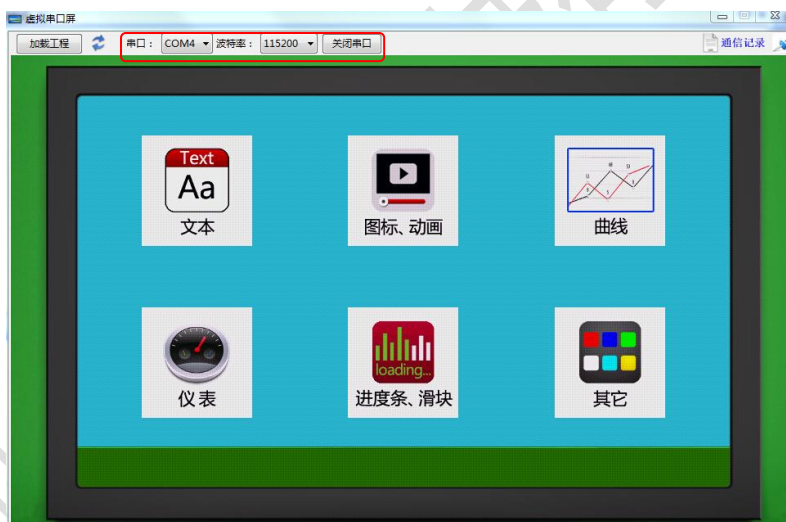 虚拟串口屏
加载工程 串口： COM4 波特率： 115200 关闭串口 通信记录
Text
Aa
文本
图标、动画
曲线
仪表
loading...
进度条、滑块
其它